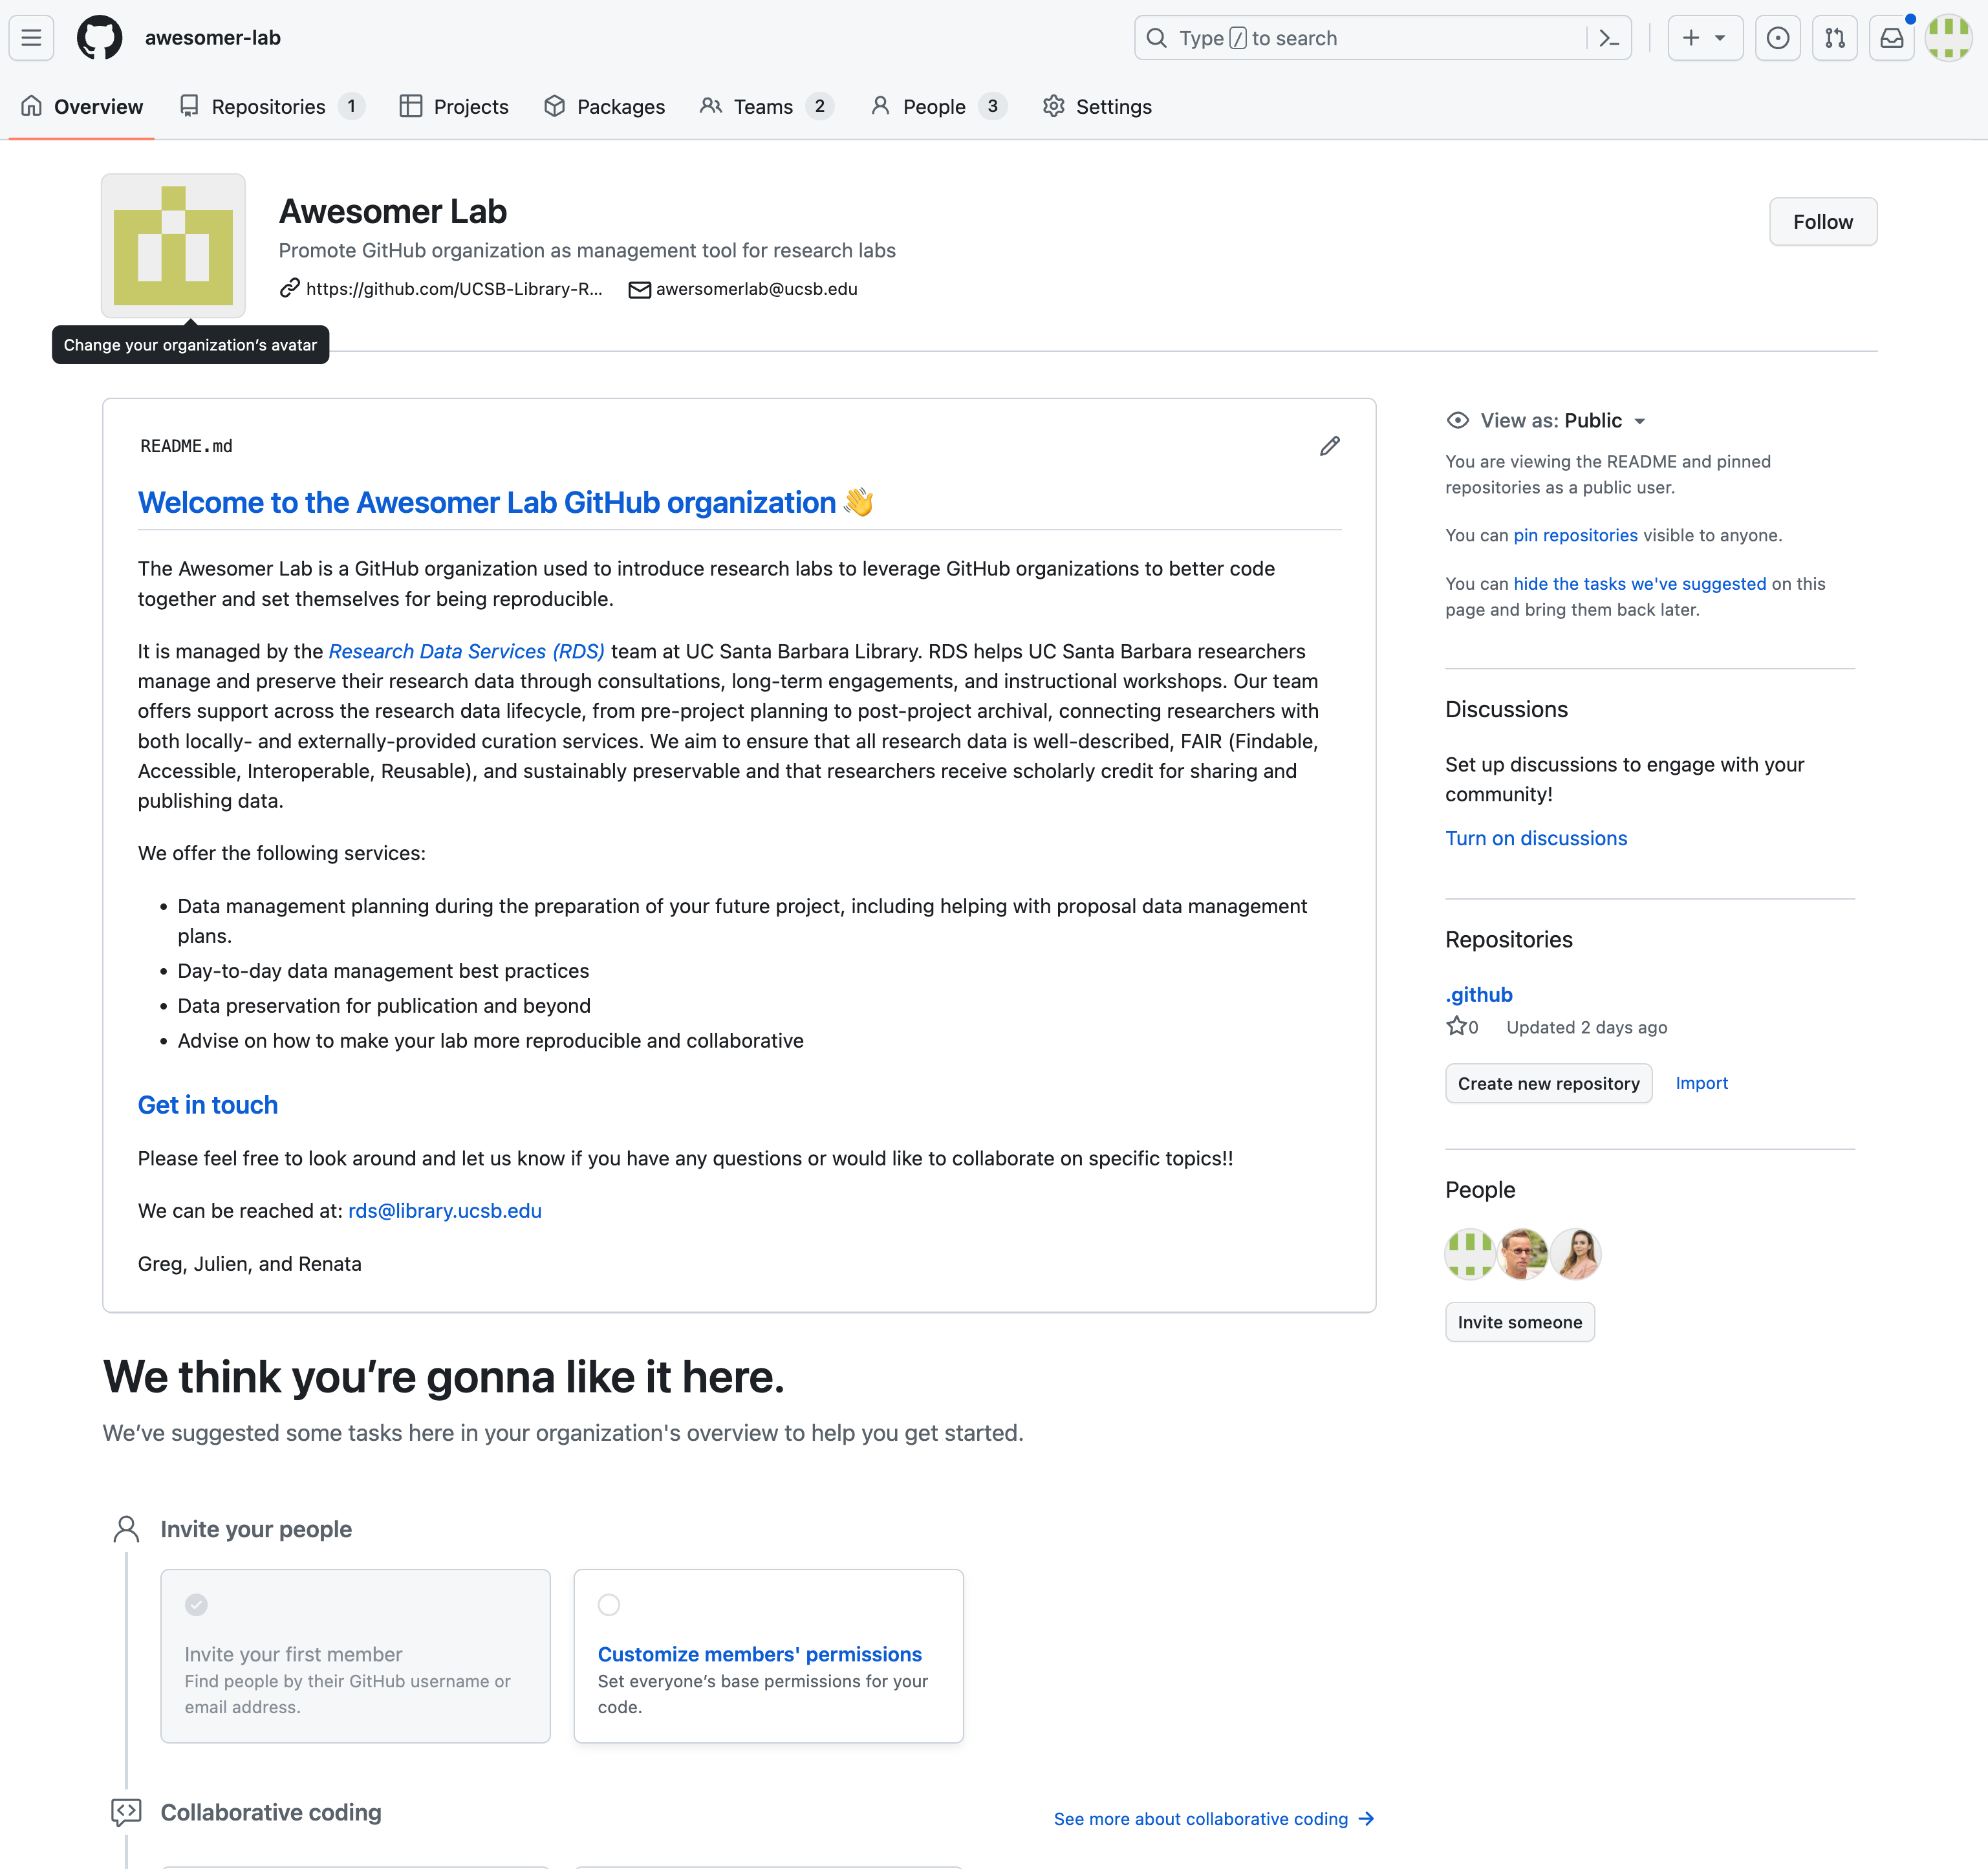 awesomer-lab
Type / to search
Overview
Repositories 1
Projects
Packages
Teams 2
People 3
Settings
Awesomer Lab
Promote GitHub organization as management tool for research labs
https://github.com/UCSB-Library-R...
awersomerlab@ucsb.edu
Follow
Change your organization’s avatar
README.md
Welcome to the Awesomer Lab GitHub organization 👋
The Awesomer Lab is a GitHub organization used to introduce research labs to leverage GitHub organizations to better code
together and set themselves for being reproducible.
It is managed by the Research Data Services (RDS) team at UC Santa Barbara Library. RDS helps UC Santa Barbara researchers
manage and preserve their research data through consultations, long-term engagements, and instructional workshops. Our team
offers support across the research data lifecycle, from pre-project planning to post-project archival, connecting researchers with
both locally- and externally-provided curation services. We aim to ensure that all research data is well-described, FAIR (Findable,
Accessible, Interoperable, Reusable), and sustainably preservable and that researchers receive scholarly credit for sharing and
publishing data.
We offer the following services:
• Data management planning during the preparation of your future project, including helping with proposal data management
plans.
• Day-to-day data management best practices
• Data preservation for publication and beyond
• Advise on how to make your lab more reproducible and collaborative
Get in touch
Please feel free to look around and let us know if you have any questions or would like to collaborate on specific topics!!
We can be reached at: rds@library.ucsb.edu
Greg, Julien, and Renata
View as: Public
You are viewing the README and pinned
repositories as a public user.
You can pin repositories visible to anyone.
You can hide the tasks we've suggested on this
page and bring them back later.
Discussions
Set up discussions to engage with your
community!
Turn on discussions
Repositories
.github
0 Updated 2 days ago
Create new repository
Import
People
Invite someone
We think you’re gonna like it here.
We’ve suggested some tasks here in your organization's overview to help you get started.
Invite your people
Invite your first member
Find people by their GitHub username or
email address.
Customize members' permissions
Set everyone’s base permissions for your
code.
Collaborative coding
See more about collaborative coding →